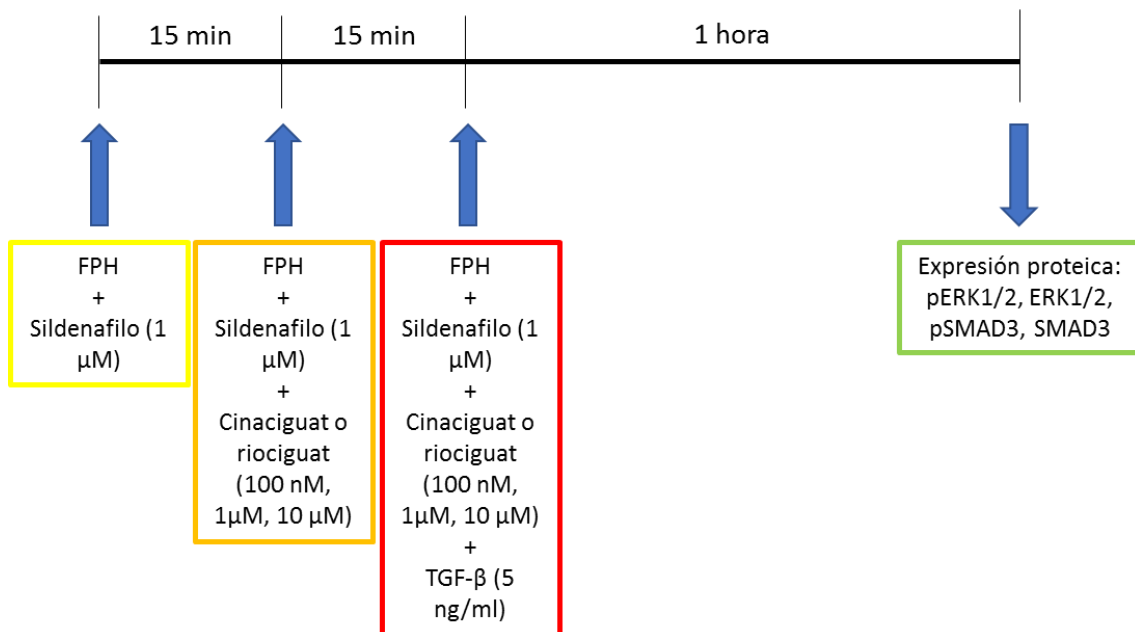 15 min
15 min
1 hora
FPH
+
Sildenafilo (1
µM)
FPH
+
Sildenafilo (1
µM)
+
Cinaciguat o
riociguat
(100 nM,
1µM, 10 µM)
FPH
+
Sildenafilo (1
µM)
+
Cinaciguat o
riociguat
(100 nM,
1µM, 10 µM)
+
TGF-β (5
ng/ml)
Expresión proteica:
pERK1/2, ERK1/2,
pSMAD3, SMAD3